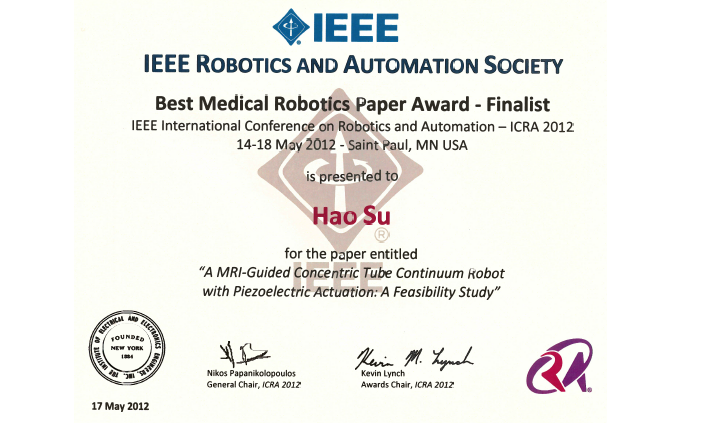 IEEE
IEEE ROBOTICS AND AUTOMATION SOCIETY
Best Medical Robotics Paper Award - Finalist
IEEE International Conference on Robotics and Automation – ICRA 2012
14-18 May 2012 - Saint Paul, MN USA
is presented to
Hao Su
®
for the paper entitled
IEEE
“A MRI-Guided Concentric Tube Continuum Robot
with Piezoelectric Actuation: A Feasibility Study”
THE INSTITUTE OF ELECTRICAL AND ELECTRONICS ENGINEERS, INC.
FOUNDED
NEW YORK
1884
Kevin M. Lynch
Nikos Papanikolopoulos
General Chair, ICRA 2012
Kevin Lynch
Awards Chair, ICRA 2012
RA
®
17 May 2012